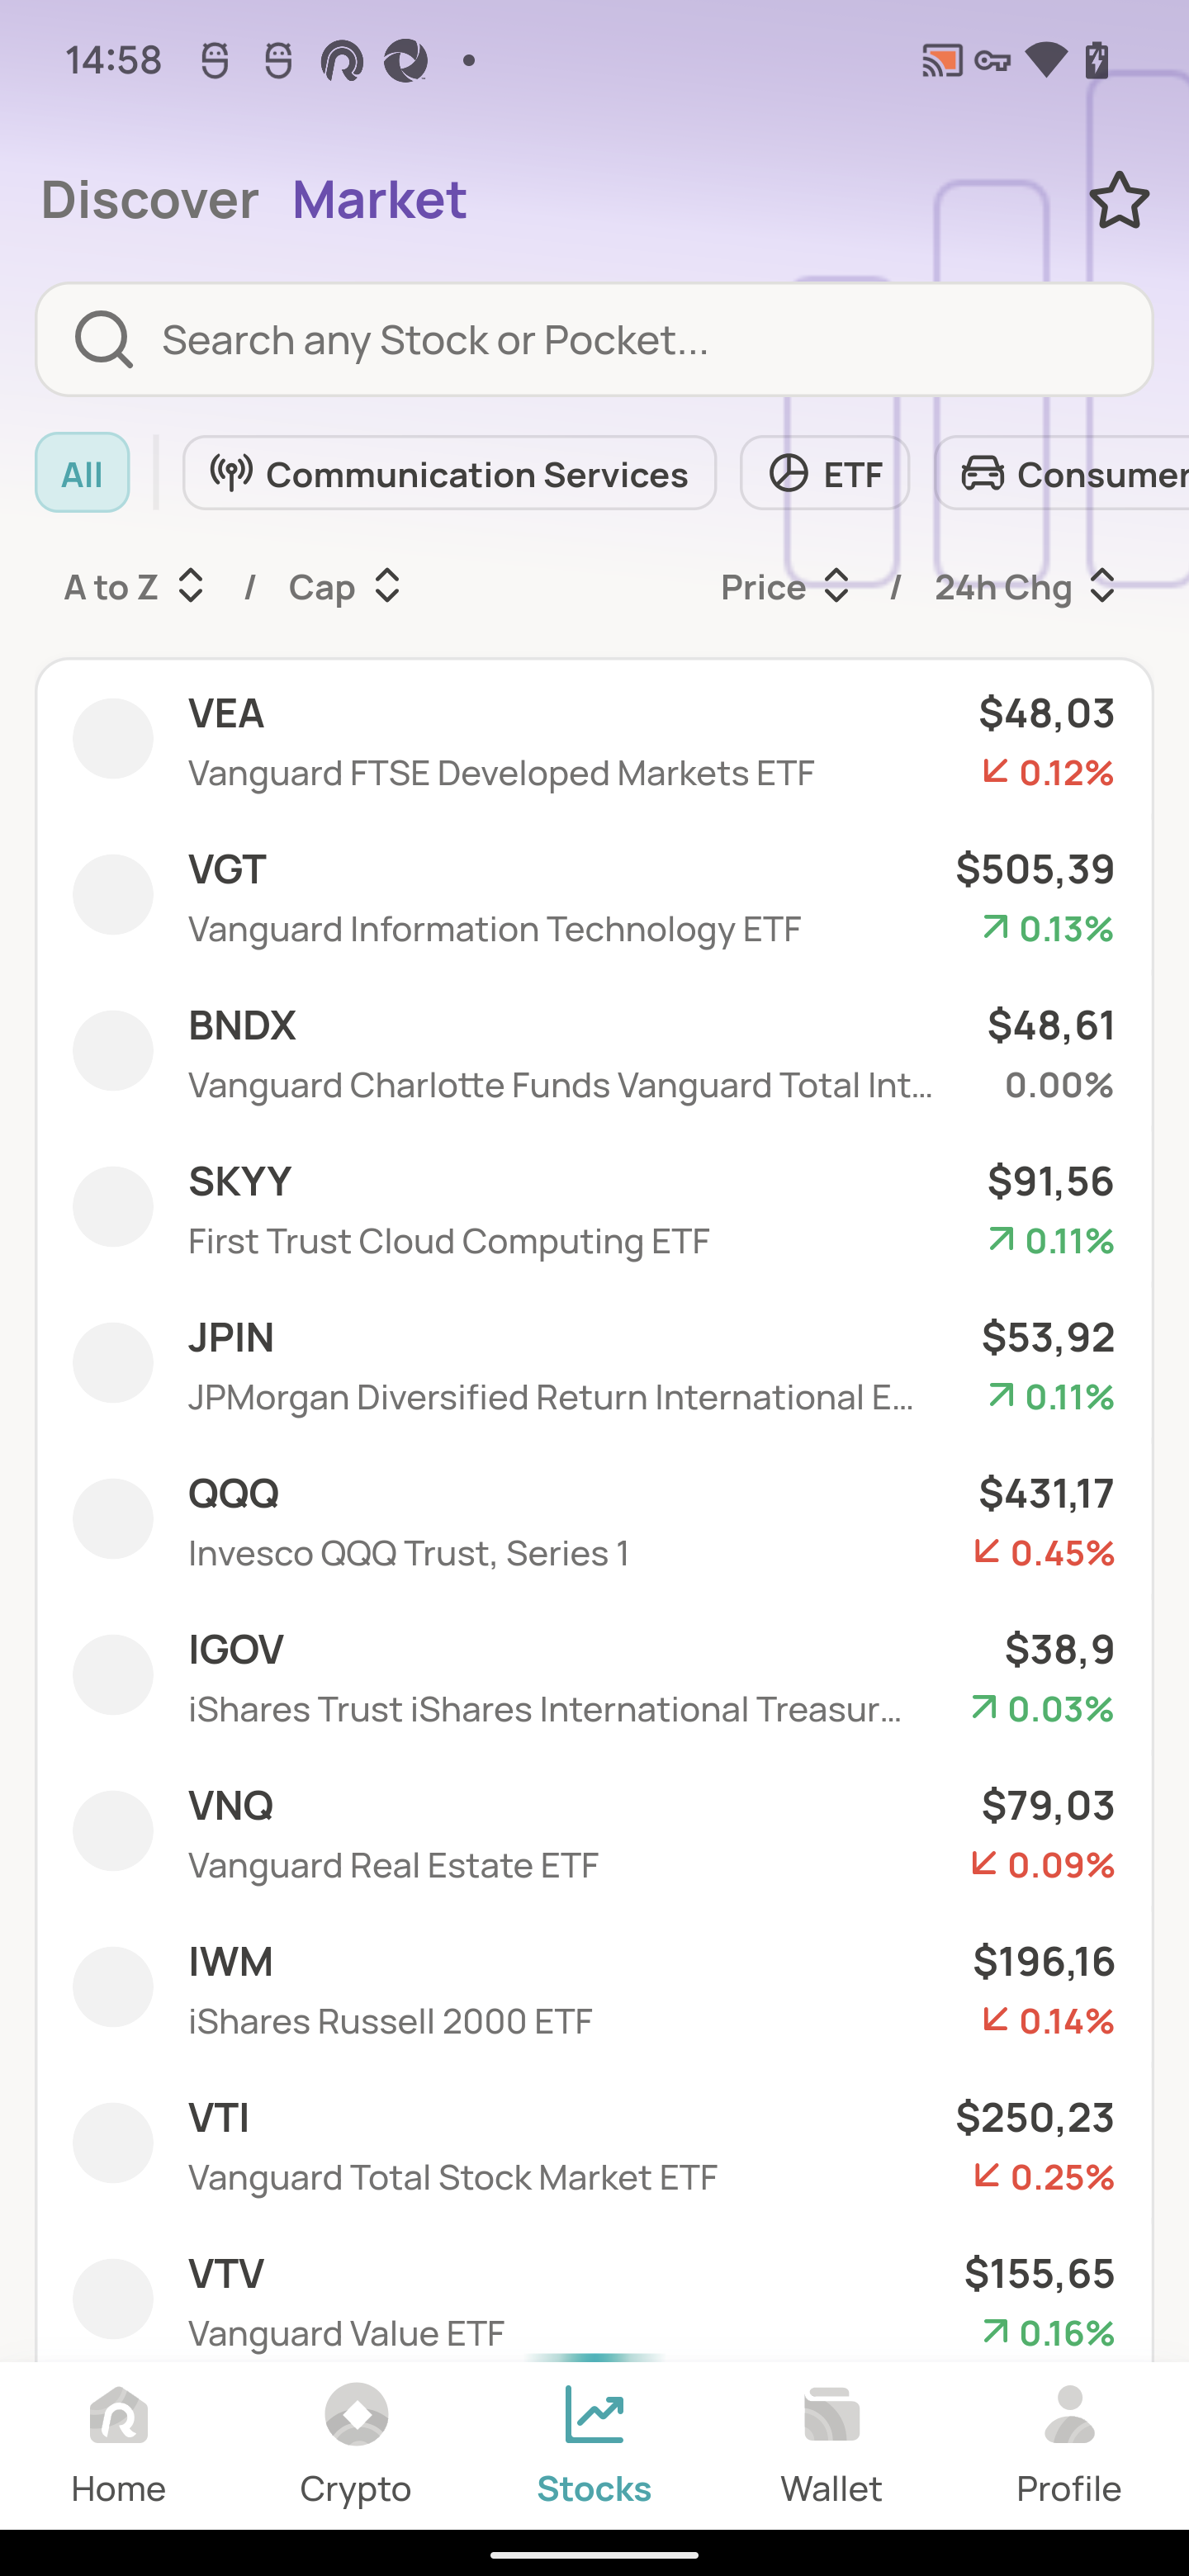 14:58
Discover Market
Search any Stock or Pocket...
All Communication Services ETF Consumer
A to Z / Cap Price / 24h Chg
VEA $48,03
Vanguard FTSE Developed Markets ETF 0.12%
VGT $505,39
Vanguard Information Technology ETF 0.13%
BNDX $48,61
Vanguard Charlotte Funds Vanguard Total Int... 0.00%
SKYY $91,56
First Trust Cloud Computing ETF 0.11%
JPIN $53,92
JPMorgan Diversified Return International E... 0.11%
QQQ $431,17
Invesco QQQ Trust, Series 1 0.45%
IGOV $38,9
iShares Trust iShares International Treasur... 0.03%
VNQ $79,03
Vanguard Real Estate ETF 0.09%
IWM $196,16
iShares Russell 2000 ETF 0.14%
VTI $250,23
Vanguard Total Stock Market ETF 0.25%
VTV $155,65
Vanguard Value ETF 0.16%
Home Crypto Stocks Wallet Profile